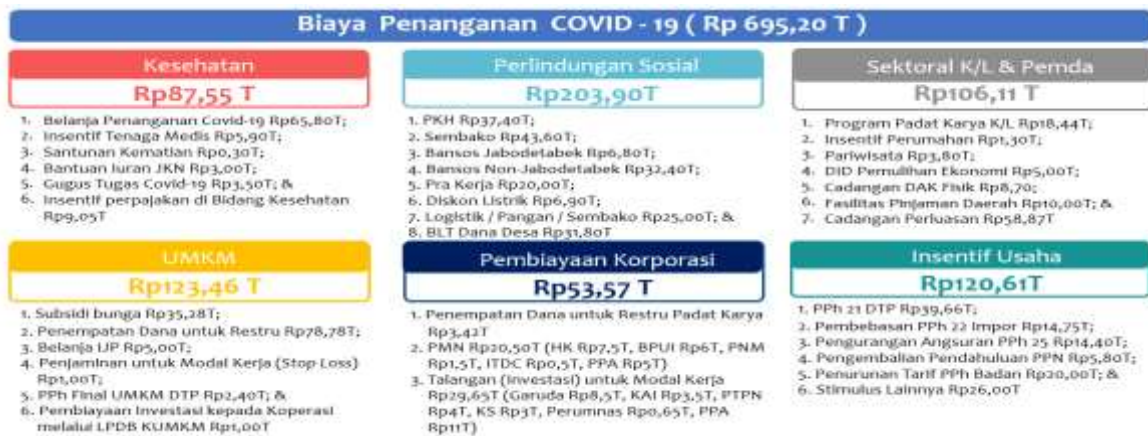 Biaya Penanganan COVID - 19 ( Rp 695,20 T )
Kesehatan
Rp87,55 T
1. Belanja Penanganan Covid-19 Rp65,80T;
2. Insentif Tenaga Medis Rp5,90T;
3. Santunan Kematian Rp0,30T;
4. Bantuan Iuran JKN Rp3,00T;
5. Gugus Tugas Covid-19 Rp3,50T; &
6. Insentif perpajakan di Bidang Kesehatan
Rp9,05T
Perlindungan Sosial
Rp203,90T
1. PKH Rp37,40T;
2. Sembako Rp43,60T;
3. Bansos Jabodetabek Rp6,80T;
4. Bansos Non-Jabodetabek Rp32,40T;
5. Pra Kerja Rp20,00T;
6. Diskon Listrik Rp6,90T;
7. Logistik / Pangan / Sembako Rp25,00T; &
8. BLT Dana Desa Rp31,80T
Sektoral K/L & Pemda
Rp106,11 T
1. Program Padat Karya K/L Rp18,44T;
2. Insentif Perumahan Rp1,30T;
3. Pariwisata Rp3,80T;
4. DID Pemulihan Ekonomi Rp5,00T;
5. Cadangan DAK Fisik Rp8,70;
6. Fasilitas Pinjaman Daerah Rp10,00T; &
7. Cadangan Perluasan Rp58,87T
UMKM
Rp123,46 T
1. Subsidi bunga Rp35,28T;
2. Penempatan Dana untuk Restru Rp78,78T;
3. Belanja IJP Rp5,00T;
4. Penjaminan untuk Modal Kerja (Stop Loss)
Rp1,00T;
5. PPh Final UMKM DTP Rp2,40T; &
6. Pembiayaan Investasi kepada Koperasi
melalui LPDB KUMKM Rp1,00T
Pembiayaan Korporasi
Rp53,57 T
1. Penempatan Dana untuk Restru Padat Karya
Rp3,42T
2. PMN Rp20,50T (HK Rp7,5T, BPUI Rp6T, PNM
Rp1,5T, ITDC Rp0,5T, PPA Rp5T)
3. Talangan (Investasi) untuk Modal Kerja
Rp29,65T (Garuda Rp8,5T, KAI Rp3,5T, PTPN
Rp4T, KS Rp3T, Perumnas Rp0,65T, PPA
Rp11T)
Insentif Usaha
Rp120,61T
1. PPh 21 DTP Rp39,66T;
2. Pembebasan PPh 22 Impor Rp14,75T;
3. Pengurangan Angsuran PPh 25 Rp14,40T;
4. Pengembalian Pendahuluan PPN Rp5,80T;
5. Penurunan Tarif PPh Badan Rp20,00T; &
6. Stimulus Lainnya Rp26,00T